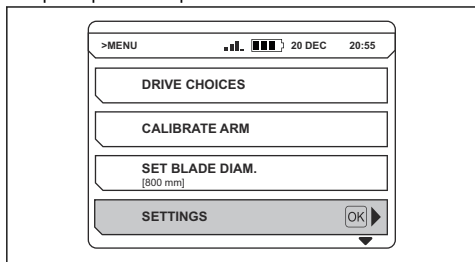 >MENU 20 DEC 20:55
DRIVE CHOICES
CALIBRATE ARM
SET BLADE DIAM.
[800 mm]
SETTINGS OK